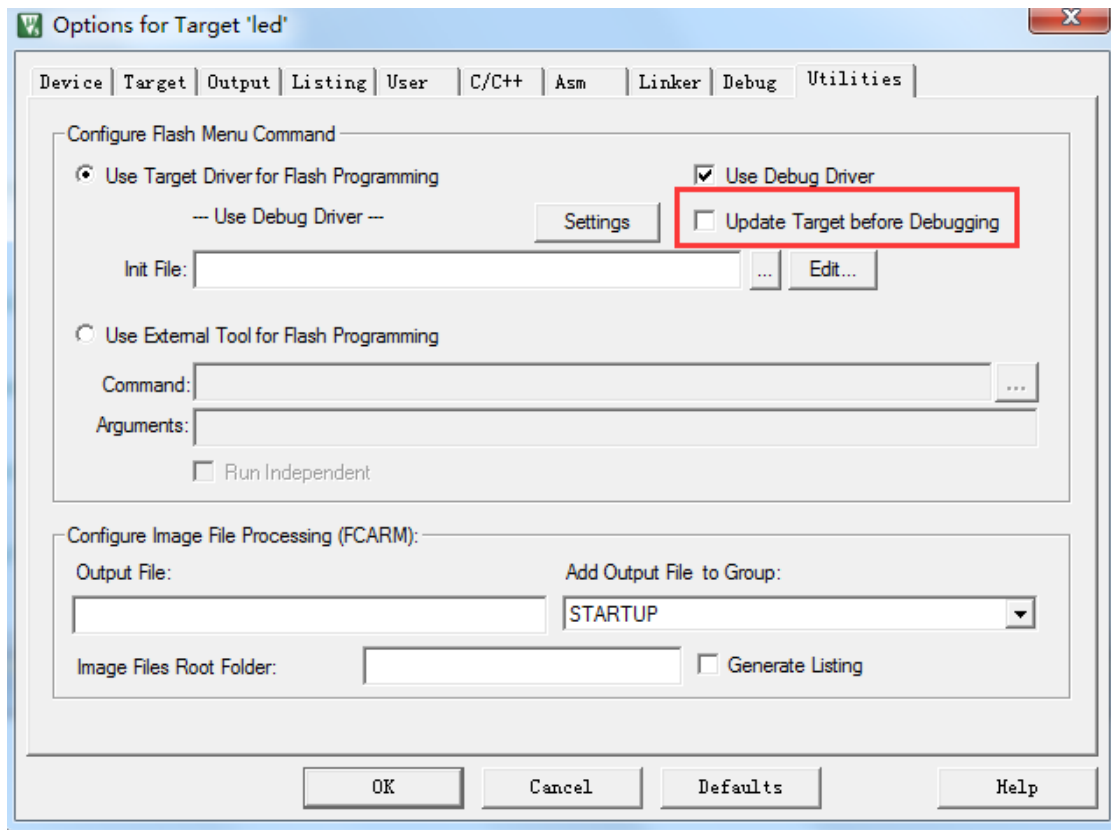 Options for Target 'led'
Device Target Output Listing User C/C++ Asm Linker Debug Utilities
Configure Flash Menu Command
Use Target Driver for Flash Programming Use Debug Driver
--- Use Debug Driver --- Settings Update Target before Debugging
Init File: ... Edit...
Use External Tool for Flash Programming
Command: ...
Arguments:
Run Independent
Configure Image File Processing (FCARM):
Output File: Add Output File to Group:
STARTUP
Image Files Root Folder: Generate Listing
OK Cancel Defaults Help